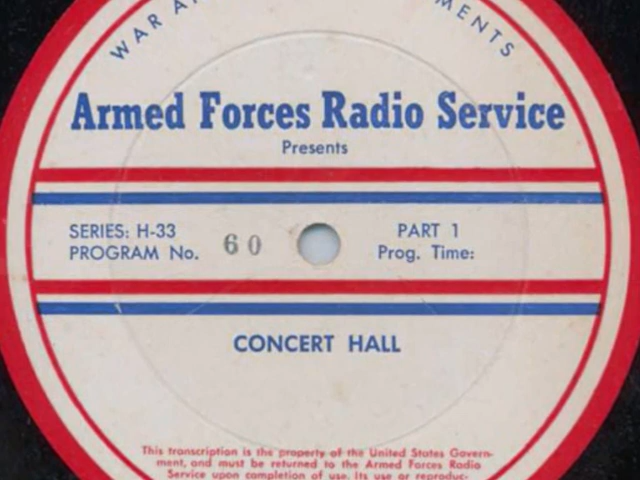 WAR A
MENTS
Armed Forces Radio Service
Presents
SERIES: H-33
PART 1
PROGRAM No. 60
Prog. Time:
CONCERT HALL
This transcription is the property of the United States Govern-
ment, and must be returned to the Armed Forces Radio
Service upon completion of use. Its use or reproduc-